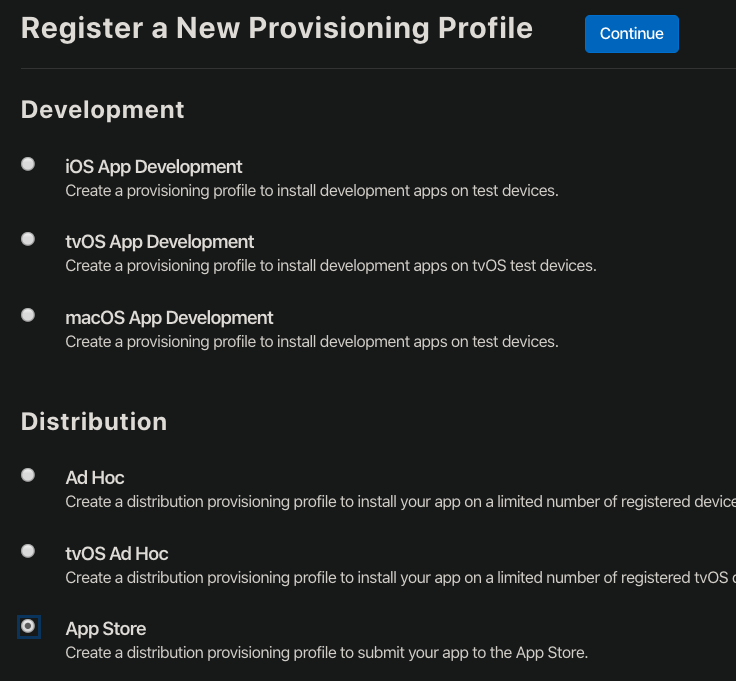 Register a New Provisioning Profile
Continue
Development
iOS App Development
Create a provisioning profile to install development apps on test devices.
tvOS App Development
Create a provisioning profile to install development apps on tvOS test devices.
macOS App Development
Create a provisioning profile to install development apps on test devices.
Distribution
Ad Hoc
Create a distribution provisioning profile to install your app on a limited number of registered device
tvOS Ad Hoc
Create a distribution provisioning profile to install your app on a limited number of registered tvOS
App Store
Create a distribution provisioning profile to submit your app to the App Store.